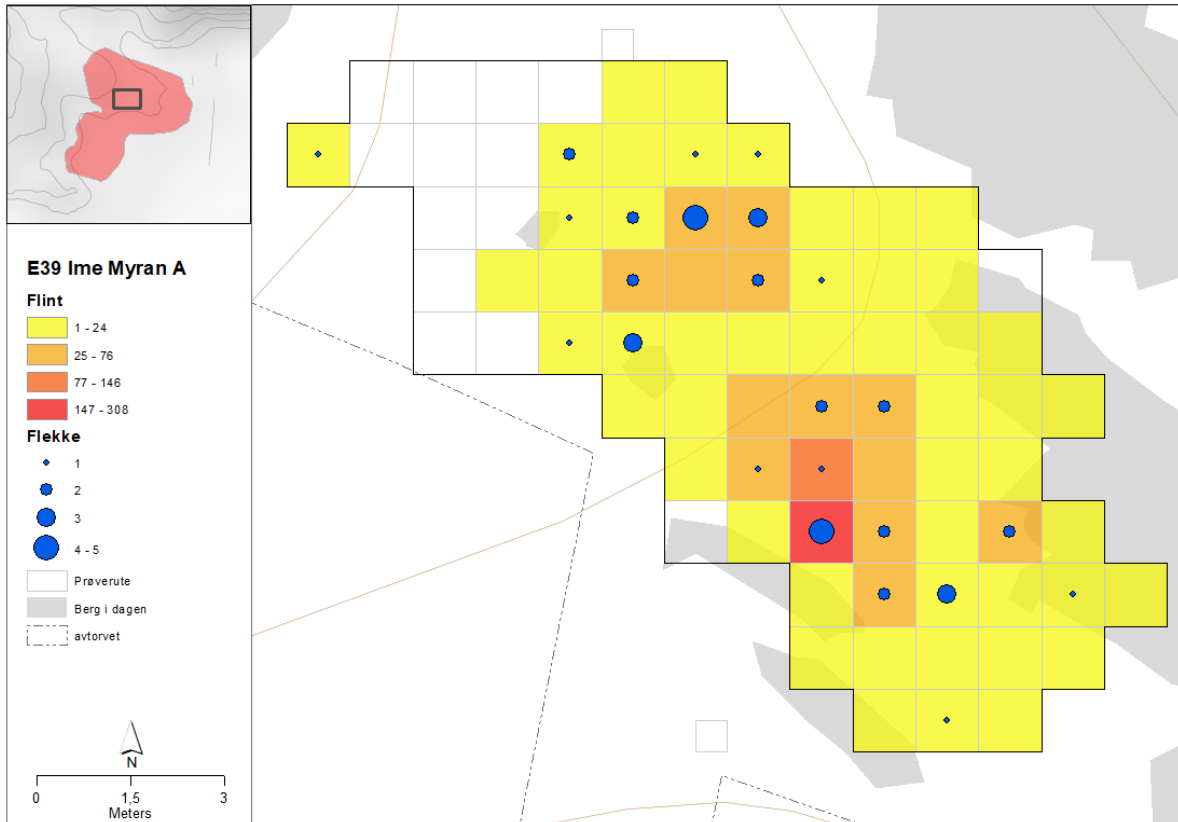 E39 Ime Myran A
Flint
1 - 24
25 - 76
77 - 146
147 - 308
Flekke
1
2
3
4 - 5
Prøverute
Berg i dagen
avtorvet
N
0 1,5 3
Meters